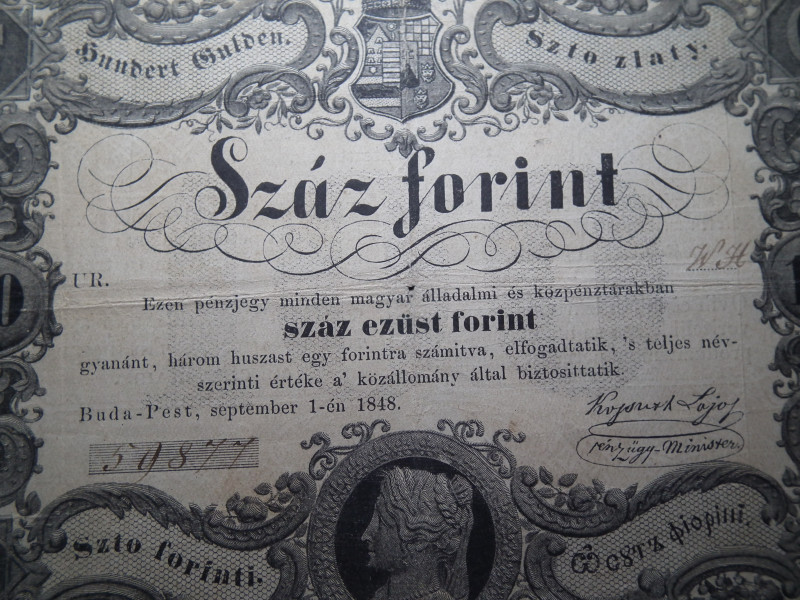 Hundert Gulden.
Szto zlaty.
Száz forint
W H
UR.
Ezen pénzjegy minden magyar álladalmi és közpénztárakban
száz ezüst forint
gyanánt, három huszast egy forintra számitva, elfogadtatik, 's teljes név-
szerinti értéke a' közállomány által biztosittatik.
Buda-Pest, september 1-én 1848.
Kossuth Lajos
pénzügy-Minister
59877
Szto forinti.